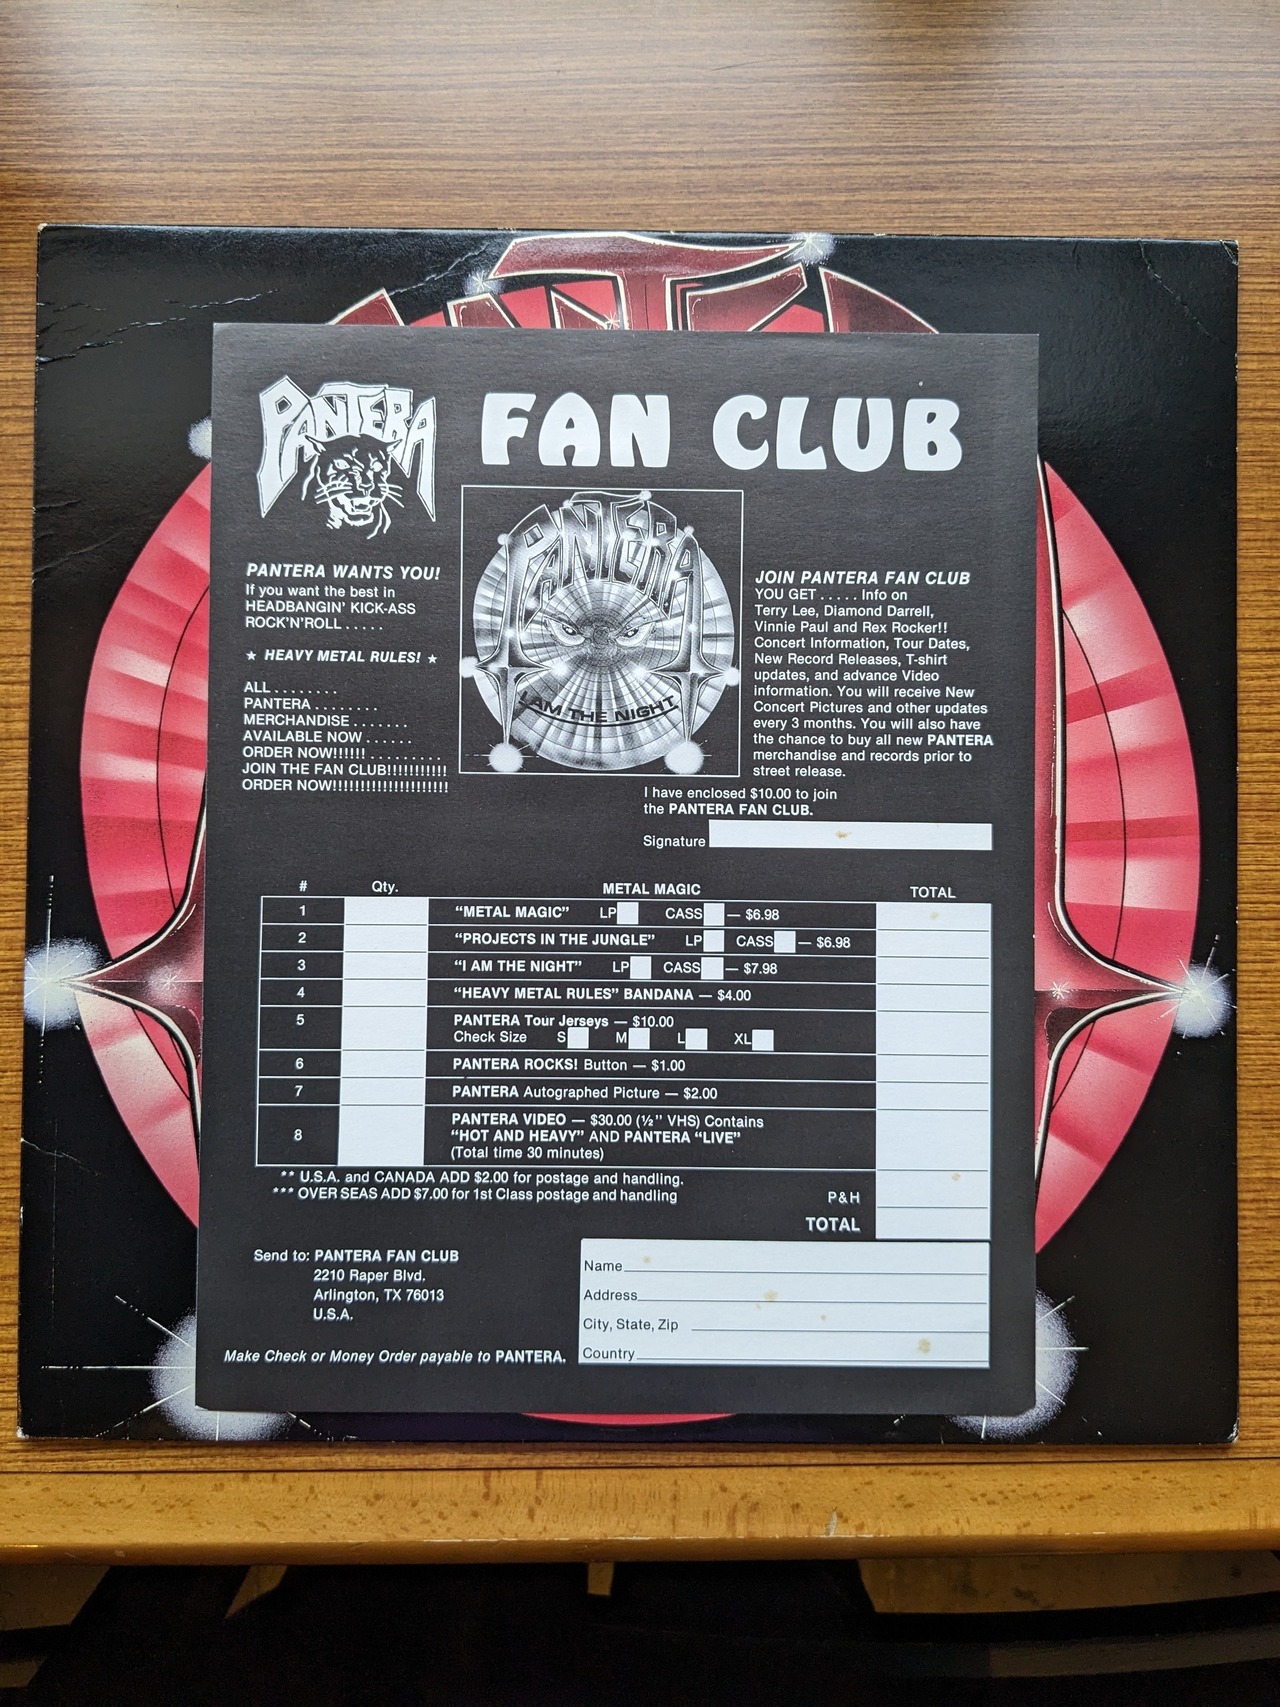 PANTERA
FAN CLUB
PANTERA
I AM THE NIGHT
PANTERA WANTS YOU!
If you want the best in
HEADBANGIN' KICK-ASS
ROCK'N'ROLL . . . . .
★ HEAVY METAL RULES! ★
ALL . . . . . . . .
PANTERA . . . . . . . .
MERCHANDISE . . . . . . .
AVAILABLE NOW . . . . . .
ORDER NOW!!!!!! . . . . . . . . .
JOIN THE FAN CLUB!!!!!!!!!!!
ORDER NOW!!!!!!!!!!!!!!!!!!!!!
JOIN PANTERA FAN CLUB
YOU GET . . . . . Info on
Terry Lee, Diamond Darrell,
Vinnie Paul and Rex Rocker!!
Concert Information, Tour Dates,
New Record Releases, T-shirt
updates, and advance Video
information. You will receive New
Concert Pictures and other updates
every 3 months. You will also have
the chance to buy all new PANTERA
merchandise and records prior to
street release.
I have enclosed $10.00 to join
the PANTERA FAN CLUB.
Signature
# Qty. METAL MAGIC TOTAL
1 "METAL MAGIC" LP CASS — $6.98
2 "PROJECTS IN THE JUNGLE" LP CASS — $6.98
3 "I AM THE NIGHT" LP CASS — $7.98
4 "HEAVY METAL RULES" BANDANA — $4.00
5 PANTERA Tour Jerseys — $10.00
Check Size S M L XL
6 PANTERA ROCKS! Button — $1.00
7 PANTERA Autographed Picture — $2.00
PANTERA VIDEO — $30.00 (½" VHS) Contains
8 "HOT AND HEAVY" AND PANTERA "LIVE"
(Total time 30 minutes)
** U.S.A. and CANADA ADD $2.00 for postage and handling.
*** OVER SEAS ADD $7.00 for 1st Class postage and handling P&H
TOTAL
Send to: PANTERA FAN CLUB
2210 Raper Blvd.
Arlington, TX 76013
U.S.A.
Make Check or Money Order payable to PANTERA.
Name
Address
City, State, Zip
Country